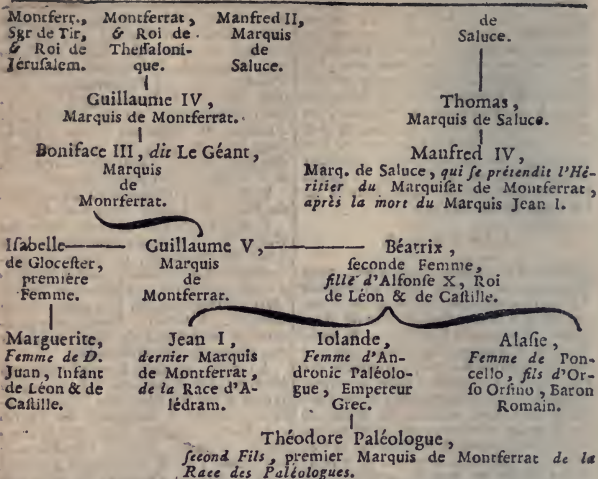 Montferr., Montferrat, Manfred II, de
Sgr de Tir, & Roi de Marquis Saluce.
& Roi de Theſſaloni- de
Jéruſalem. que. Saluce.
Guillaume IV, Thomas,
Marquis de Montferrat. Marquis de Saluce.
Boniface III, dit Le Géant, Manfred IV,
Marquis Marq. de Saluce, qui ſe prétendit l'Hé-
de ritier du Marquiſat de Montferrat,
Monrferrat. après la mort du Marquis Jean I.
Iſabelle Guillaume V, Béatrix,
de Gloceſter, Marquis ſeconde Femme,
première de fille d'Alfonſe X, Roi
Femme. Montferrat. de Léon & de Caſtille.
Marguerite, Jean I, Iolande, Alaſie,
Femme de D. dernier Marquis Femme d'An- Femme de Pon-
Juan, Infant de Montferrat, dronic Paléolo- cello, fils d'Or-
de Léon & de de la Race d'A- gue, Empereur ſo Orſino, Baron
Caſtille. lédram. Grec. Romain.
Théodore Paléologue,
ſecond Fils, premier Marquis de Montferrat de la
Race des Paléologues.